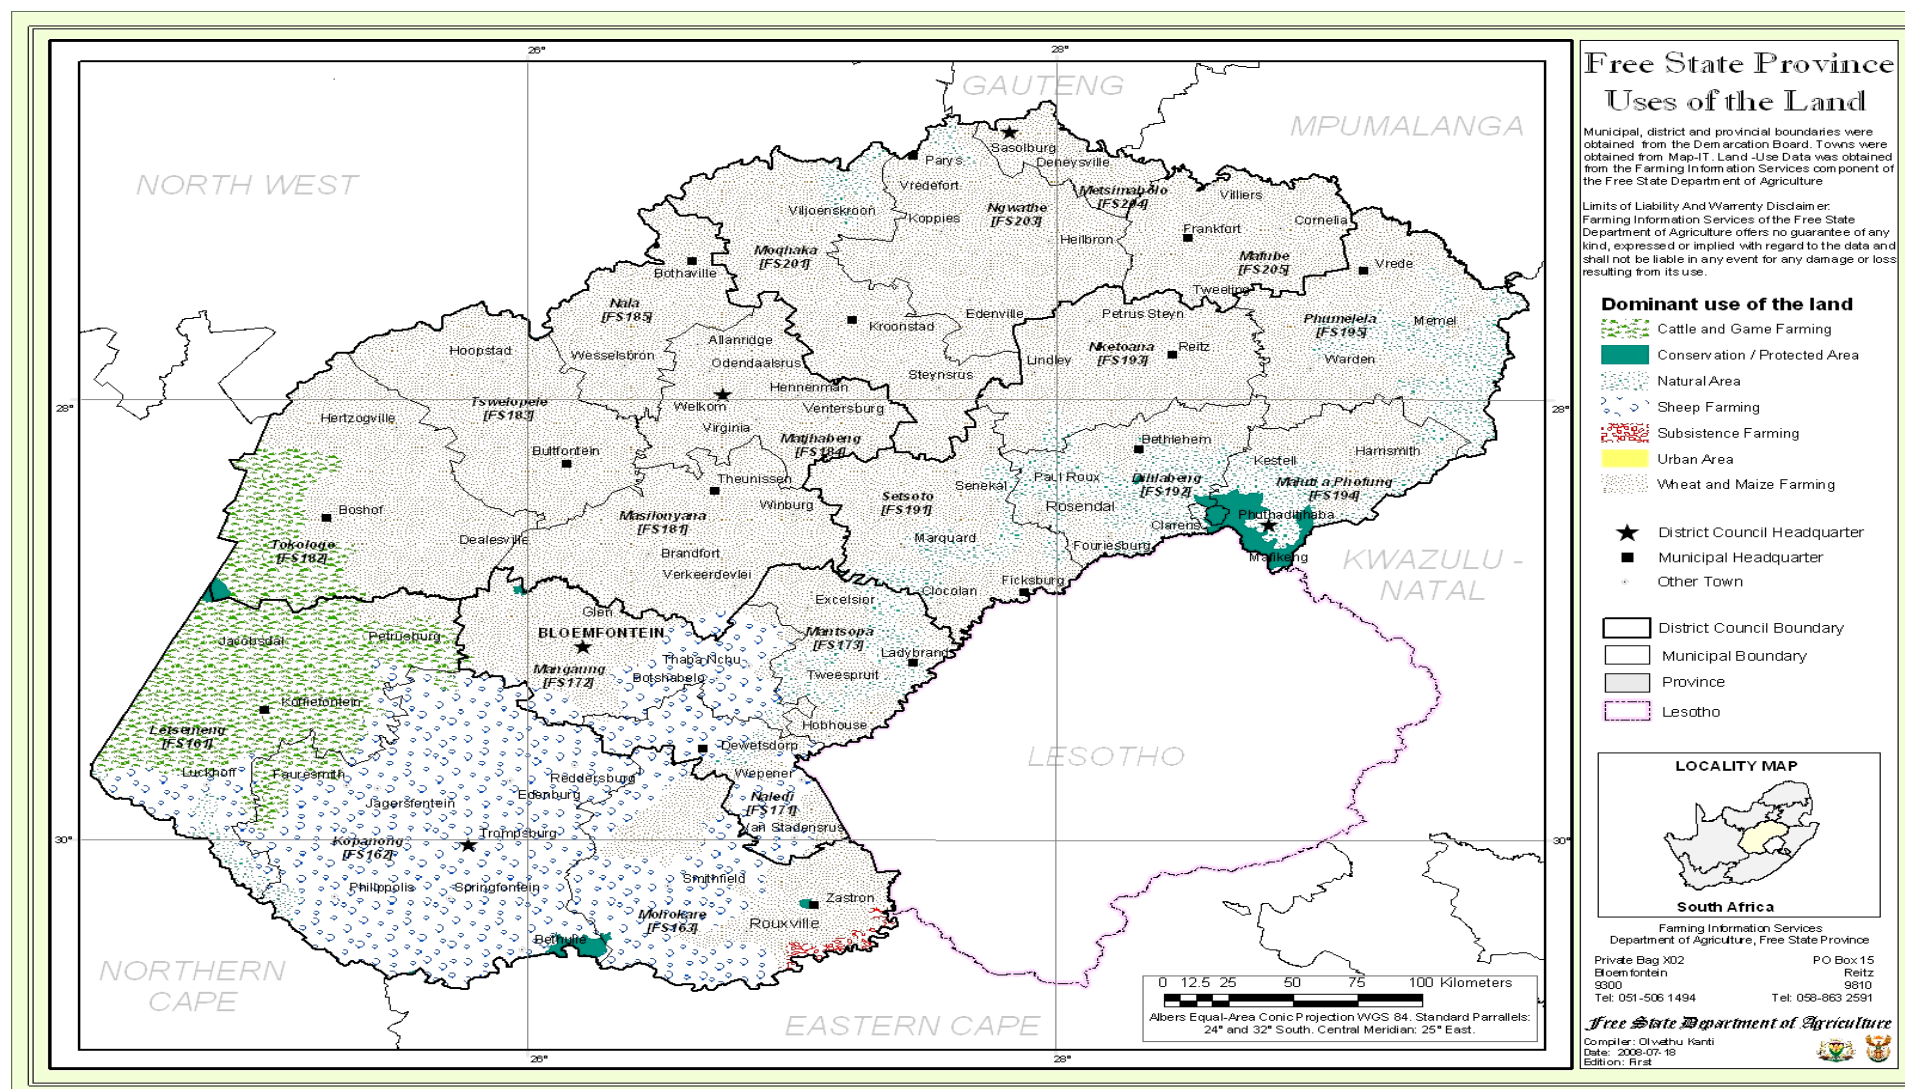 26°
28°
GAUTENG
MPUMALANGA
NORTH WEST
Sasolburg
Parys
Deneysville
Vredefort
Metsimaholo
[FS204]
Villiers
Viljoenskroon
Koppies
Ngwathe
[FS203]
Cornelia
Frankfort
Heilbron
Moqhaka
[FS201]
Mafube
[FS205]
Vrede
Bothaville
Tweeling
Nala
[FS185]
Edenville
Petrus Steyn
Phumelela
[FS195]
Memel
Kroonstad
Allanridge
Hoopstad
Wesselsbron
Odendaalsrus
Lindley
Nketoana
[FS193]
Reitz
Warden
Steynsrus
Hennenman
28°
Tswelopele
[FS183]
Welkom
Ventersburg
28°
Hertzogville
Virginia
Matjhabeng
[FS184]
Bethlehem
Bultfontein
Kestell
Harrismith
Theunissen
Senekal
Paul Roux
Dihlabeng
[FS192]
Maluti a Phofung
[FS194]
Boshof
Masilonyana
[FS181]
Winburg
Setsoto
[FS191]
Rosendal
Phuthaditjhaba
Clarens
Dealesville
Tokologo
[FS182]
Brandfort
Marquard
Fouriesburg
Mafikeng
KWAZULU -
NATAL
Verkeerdevlei
Ficksburg
Clocolan
Excelsior
Glen
BLOEMFONTEIN
Jacobsdal
Petrusburg
Mantsopa
[FS173]
Ladybrand
Thaba Nchu
Mangaung
[FS172]
Botshabelo
Tweespruit
Koffiefontein
Hobhouse
Letsemeng
[FS161]
Dewetsdorp
LESOTHO
Luckhoff
Fauresmith
Reddersburg
Wepener
Jagersfontein
Edenburg
Naledi
[FS171]
Van Stadensrus
Trompsburg
30°
Kopanong
[FS162]
30°
Philippolis
Springfontein
Smithfield
Zastron
Mohokare
[FS163]
Rouxville
Bethulie
NORTHERN
CAPE
EASTERN CAPE
0 12.5 25 50 75 100 Kilometers
Albers Equal-Area Conic Projection WGS 84. Standard Parrallels:
24° and 32° South. Central Meridian: 25° East.
26°
28°
Free State Province
Uses of the Land
Municipal, district and provincial boundaries were
obtained from the Demarcation Board. Towns were
obtained from Map-IT. Land -Use Data was obtained
from the Farming Information Services component of
the Free State Department of Agriculture
Limits of Liability And Warrenty Disclaimer:
Farming Information Services of the Free State
Department of Agriculture offers no guarantee of any
kind, expressed or implied with regard to the data and
shall not be liable in any event for any damage or loss
resulting from its use.
Dominant use of the land
Cattle and Game Farming
Conservation / Protected Area
Natural Area
Sheep Farming
Subsistence Farming
Urban Area
Wheat and Maize Farming
District Council Headquarter
Municipal Headquarter
Other Town
District Council Boundary
Municipal Boundary
Province
Lesotho
LOCALITY MAP
South Africa
Farming Information Services
Department of Agriculture, Free State Province
Private Bag X02 PO Box 15
Bloemfontein Reitz
9300 9810
Tel: 051-506 1494 Tel: 058-863 2591
Free State Department of Agriculture
Compiler: Olwethu Kanti
Date: 2008-07-18
Edition: First